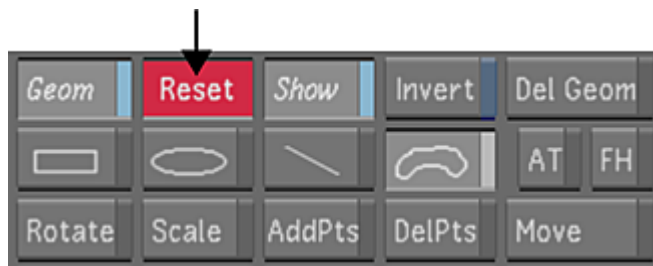 Geom Reset Show Invert Del Geom
AT FH
Rotate Scale AddPts DelPts Move